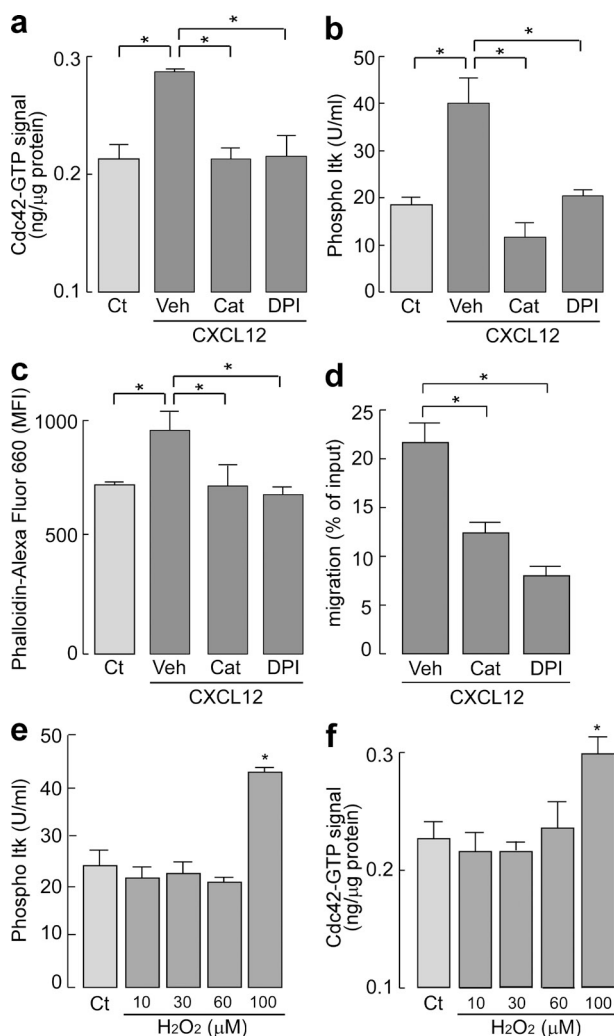 a
Cdc42-GTP signal
(ng/µg protein)
0.3
0.2
0.1
*
*
*
Ct
Veh
Cat
DPI
CXCL12
b
Phospho Itk (U/ml)
50
40
30
20
10
0
*
*
*
Ct
Veh
Cat
DPI
CXCL12
c
Phalloidin-Alexa Fluor 660 (MFI)
1000
500
0
*
*
*
Ct
Veh
Cat
DPI
CXCL12
d
migration (% of input)
25
20
15
10
5
0
*
*
Veh
Cat
DPI
CXCL12
e
Phospho Itk (U/ml)
50
40
30
20
10
0
*
Ct
10
30
60
100
H2O2 (µM)
f
Cdc42-GTP signal
(ng/µg protein)
0.3
0.2
0.1
*
Ct
10
30
60
100
H2O2 (µM)